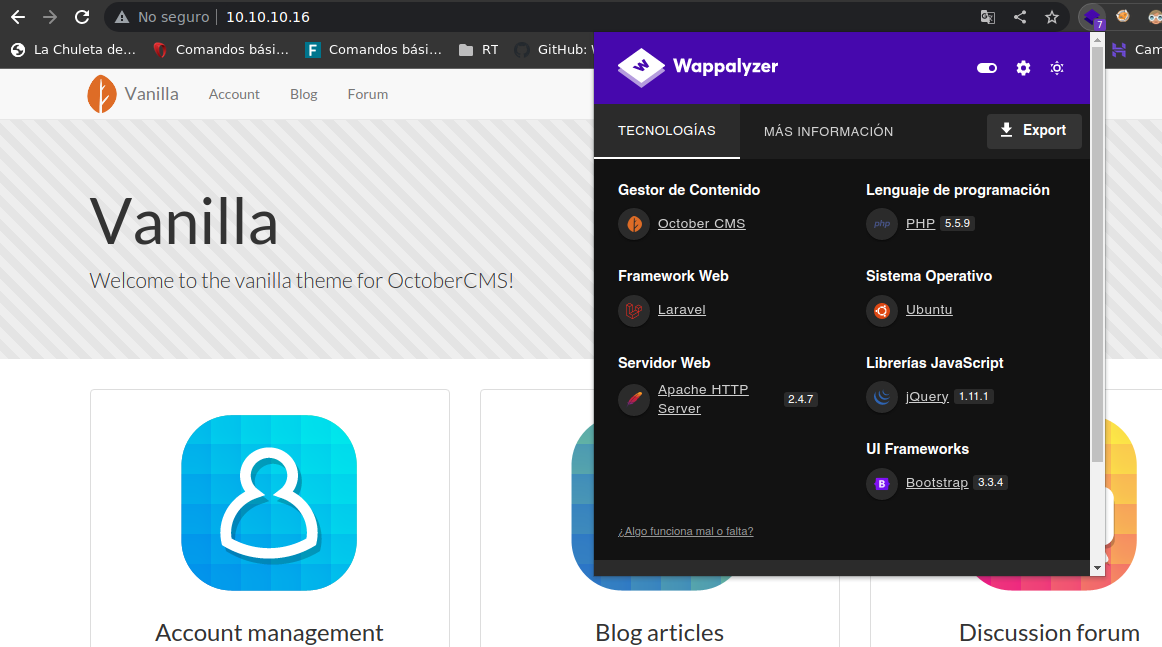 No seguro 10.10.10.16
7
La Chuleta de... Comandos bási... Comandos bási... RT GitHub: Cam
Vanilla Account Blog Forum
Wappalyzer
TECNOLOGÍAS MÁS INFORMACIÓN Export
Gestor de Contenido Lenguaje de programación
October CMS php PHP 5.5.9
Framework Web Sistema Operativo
Laravel Ubuntu
Servidor Web Librerías JavaScript
Apache HTTP Server 2.4.7 jQuery 1.11.1
UI Frameworks
B Bootstrap 3.3.4
¿Algo funciona mal o falta?
Vanilla
Welcome to the vanilla theme for OctoberCMS!
Account management Blog articles Discussion forum